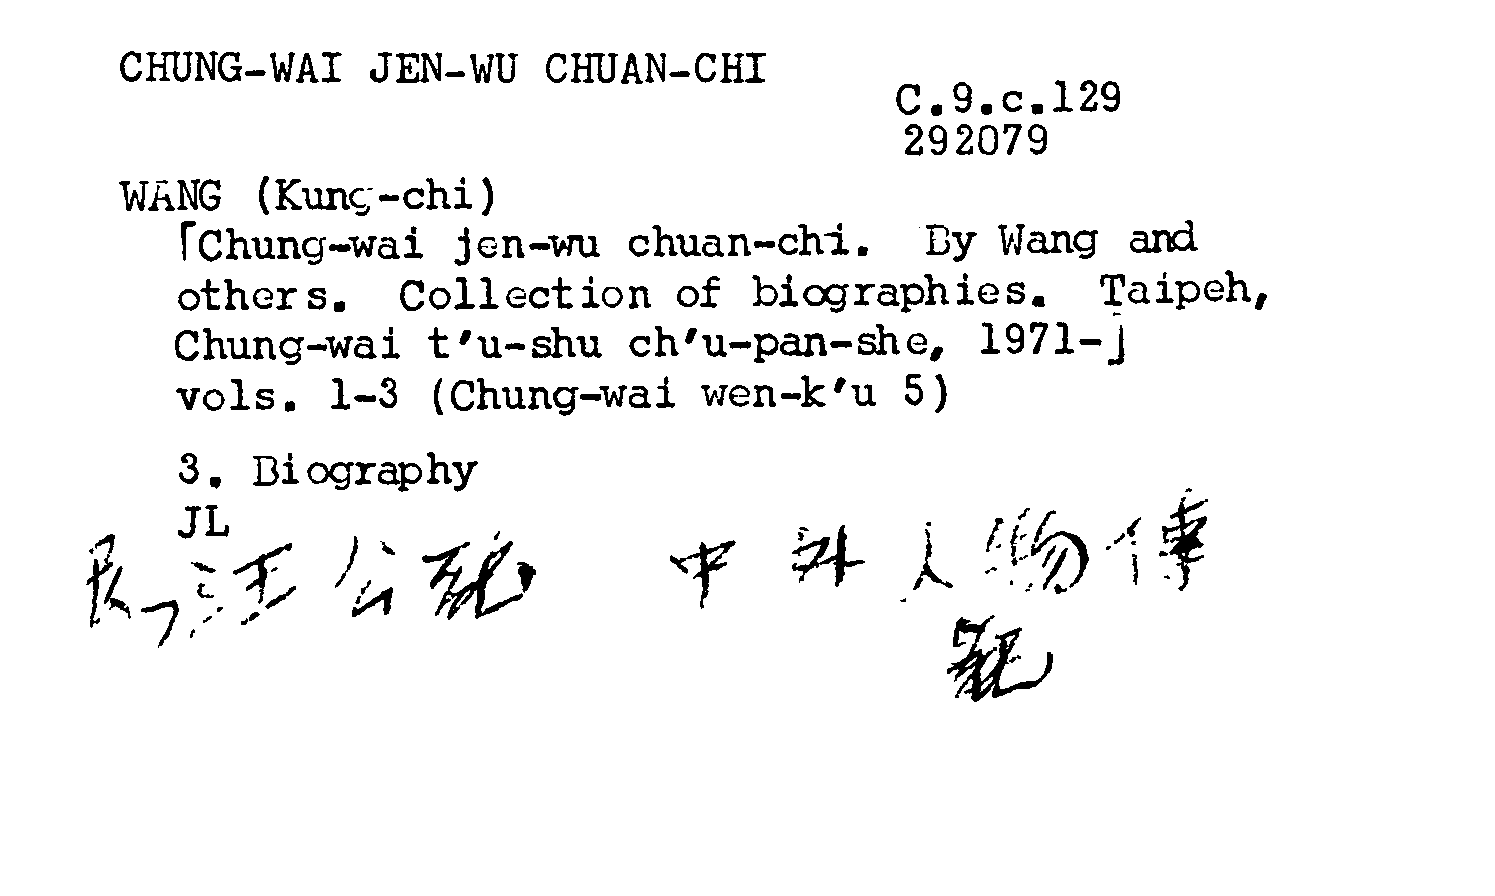 CHUNG-WAI JEN-WU CHUAN-CHI
C.9.c.129
292079
WANG (Kung-chi)
⌈Chung-wai jen-wu chuan-chi. By Wang and
others. Collection of biographies. Taipeh,
Chung-wai t'u-shu ch'u-pan-she, 1971-⌋
vols. 1-3 (Chung-wai wen-k'u 5)
3. Biography
JL
民, 汪公紀 中外人物傳